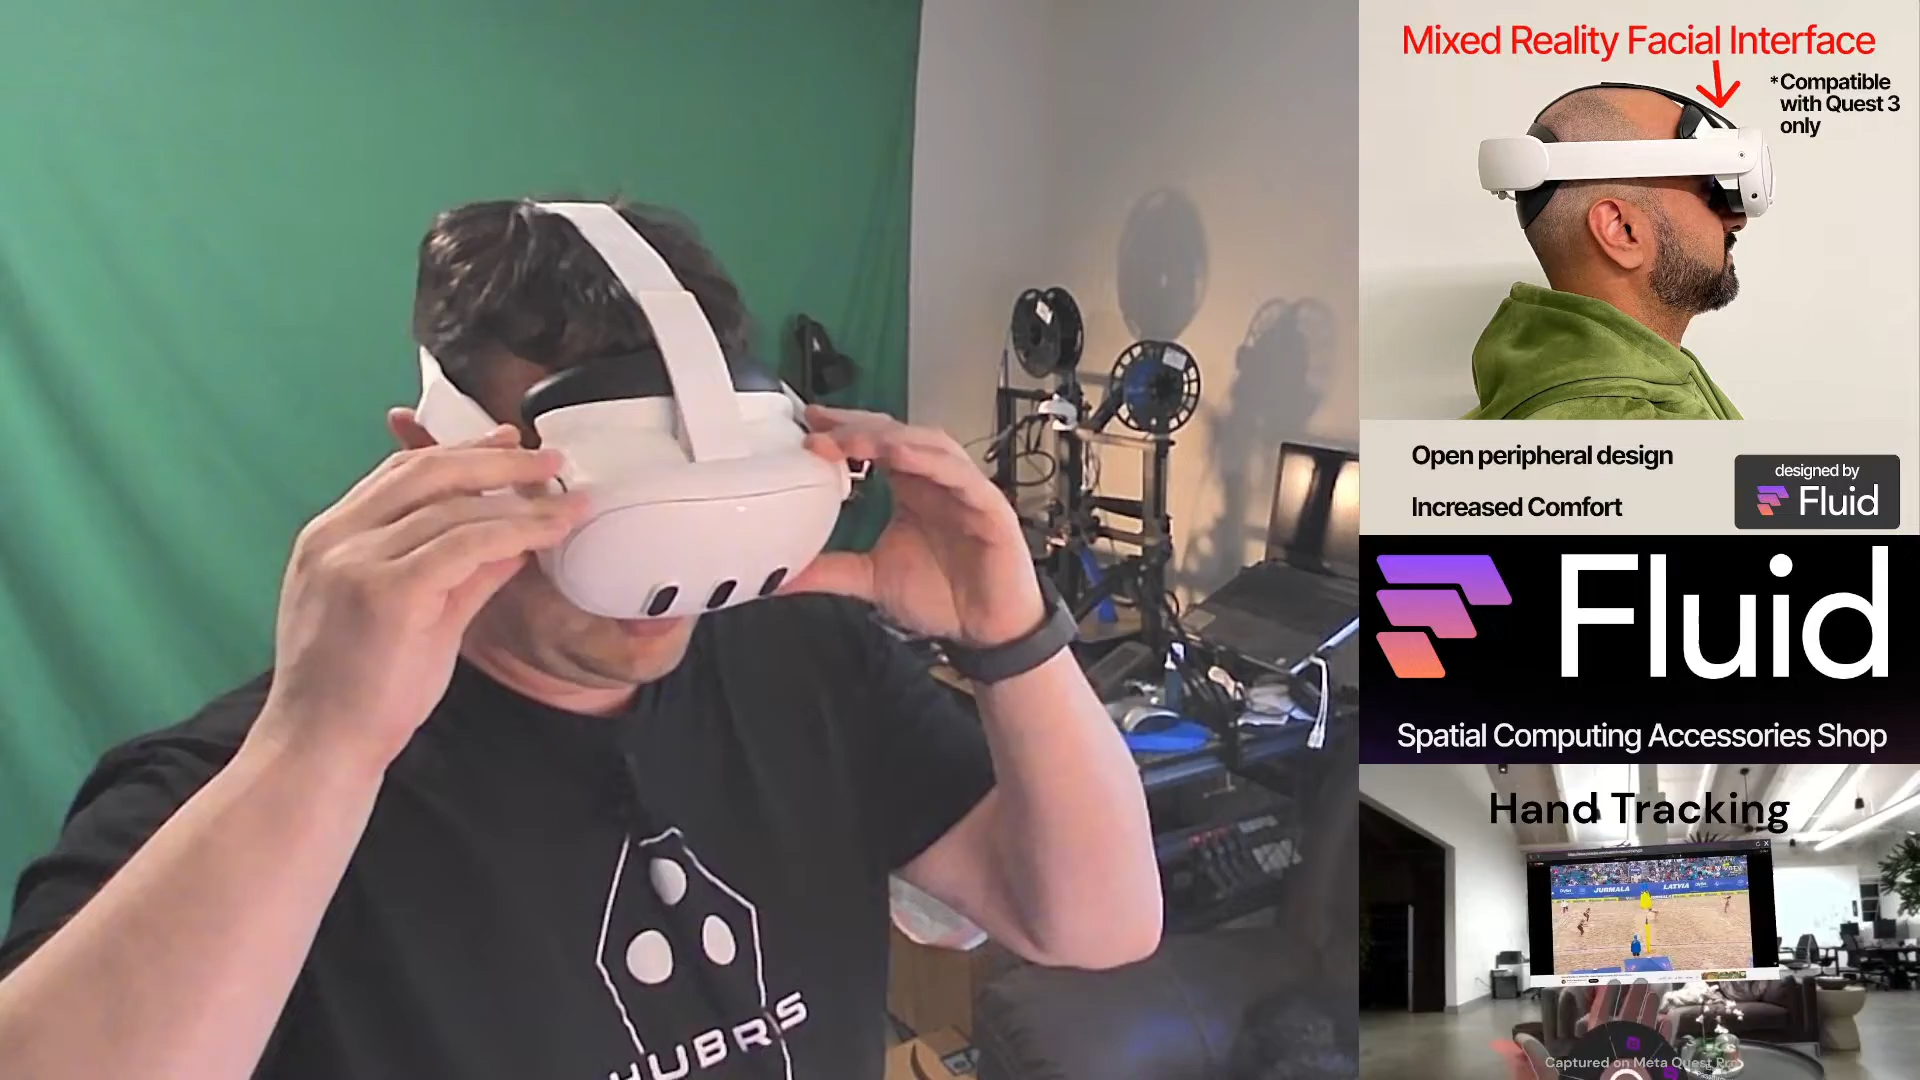 Mixed Reality Facial Interface
*Compatible
with Quest 3
only
Open peripheral design
Increased Comfort
designed by
Fluid
Fluid
Spatial Computing Accessories Shop
Hand Tracking
JURMALA
LATVIA
Captured on Meta Quest Pro
HUBRS